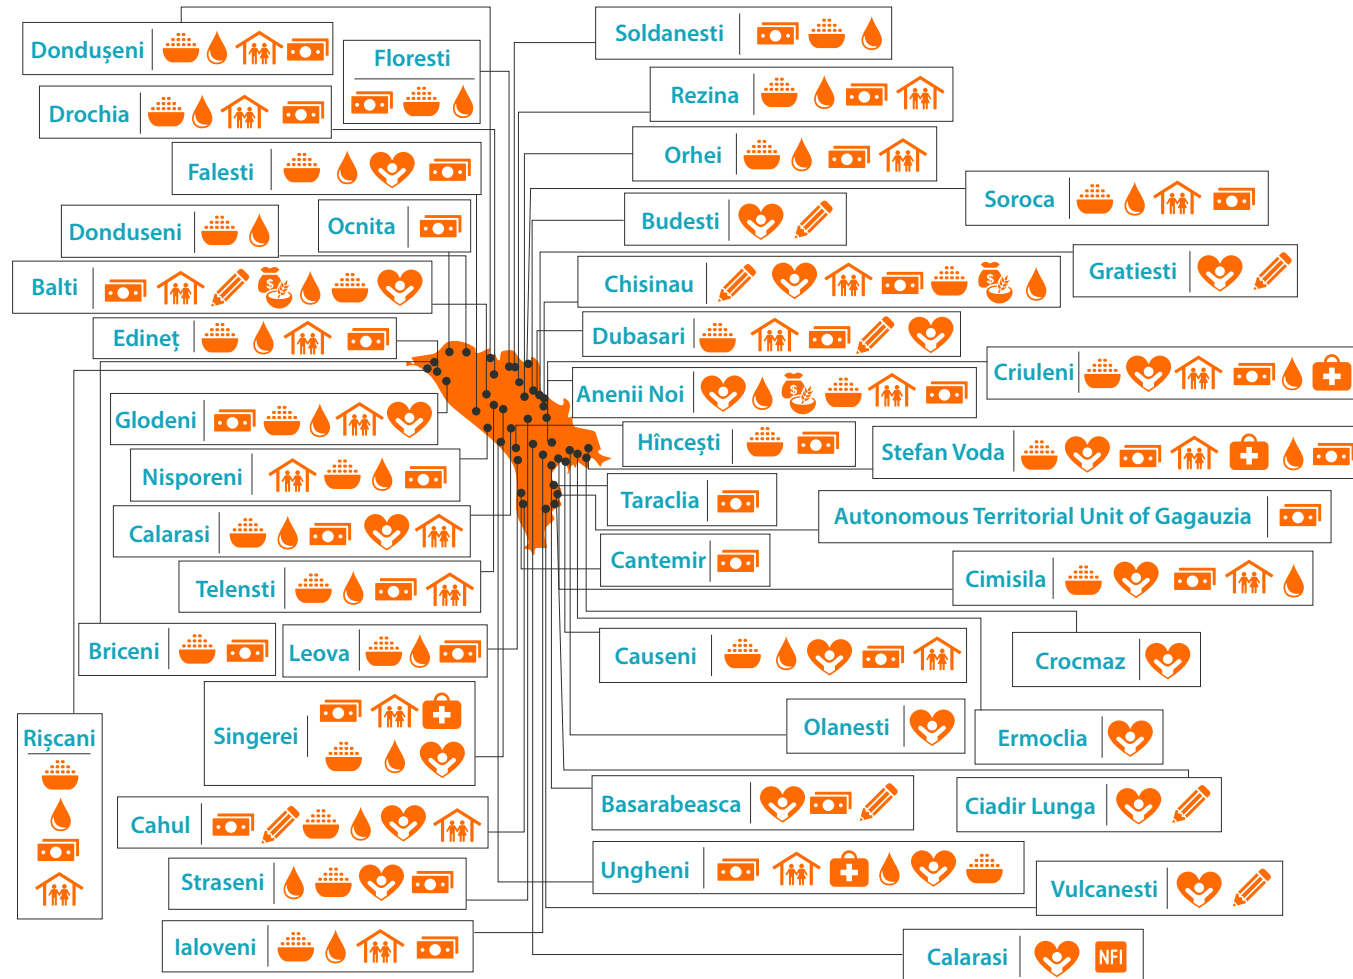 Dondușeni
Soldanesti
Floresti
Rezina
Drochia
Orhei
Falesti
Soroca
Budesti
Ocnita
Donduseni
Gratiesti
Chisinau
Balti
Dubasari
Edineț
Criuleni
Anenii Noi
Glodeni
Hîncești
Stefan Voda
Nisporeni
Taraclia
Autonomous Territorial Unit of Gagauzia
Calarasi
Cantemir
Cimisila
Telensti
Briceni
Leova
Causeni
Crocmaz
Singerei
Olanesti
Ermoclia
Rișcani
Basarabeasca
Ciadir Lunga
Cahul
Ungheni
Straseni
Vulcanesti
Ialoveni
Calarasi
NFI
$
$
$